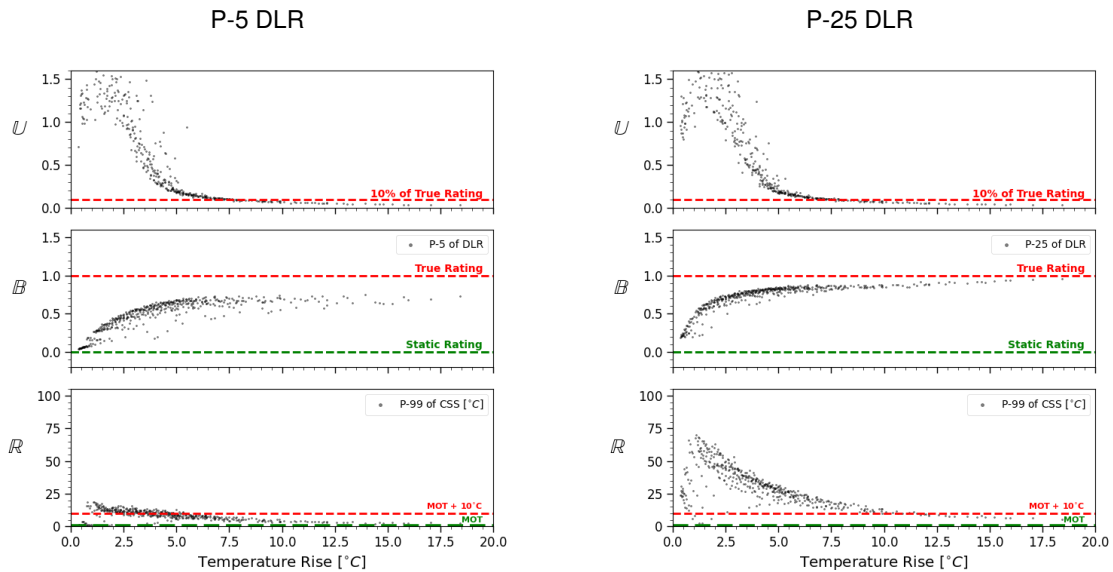 P-5 DLR
P-25 DLR
𝕌
1.5
1.0
0.5
0.0
10% of True Rating
𝕌
1.5
1.0
0.5
0.0
10% of True Rating
𝔹
1.5
1.0
0.5
0.0
P-5 of DLR
True Rating
Static Rating
𝔹
1.5
1.0
0.5
0.0
P-25 of DLR
True Rating
Static Rating
ℝ
100
75
50
25
0
P-99 of CSS [°C]
MOT + 10°C
MOT
0.0 2.5 5.0 7.5 10.0 12.5 15.0 17.5 20.0
Temperature Rise [°C]
ℝ
100
75
50
25
0
P-99 of CSS [°C]
MOT + 10°C
MOT
0.0 2.5 5.0 7.5 10.0 12.5 15.0 17.5 20.0
Temperature Rise [°C]